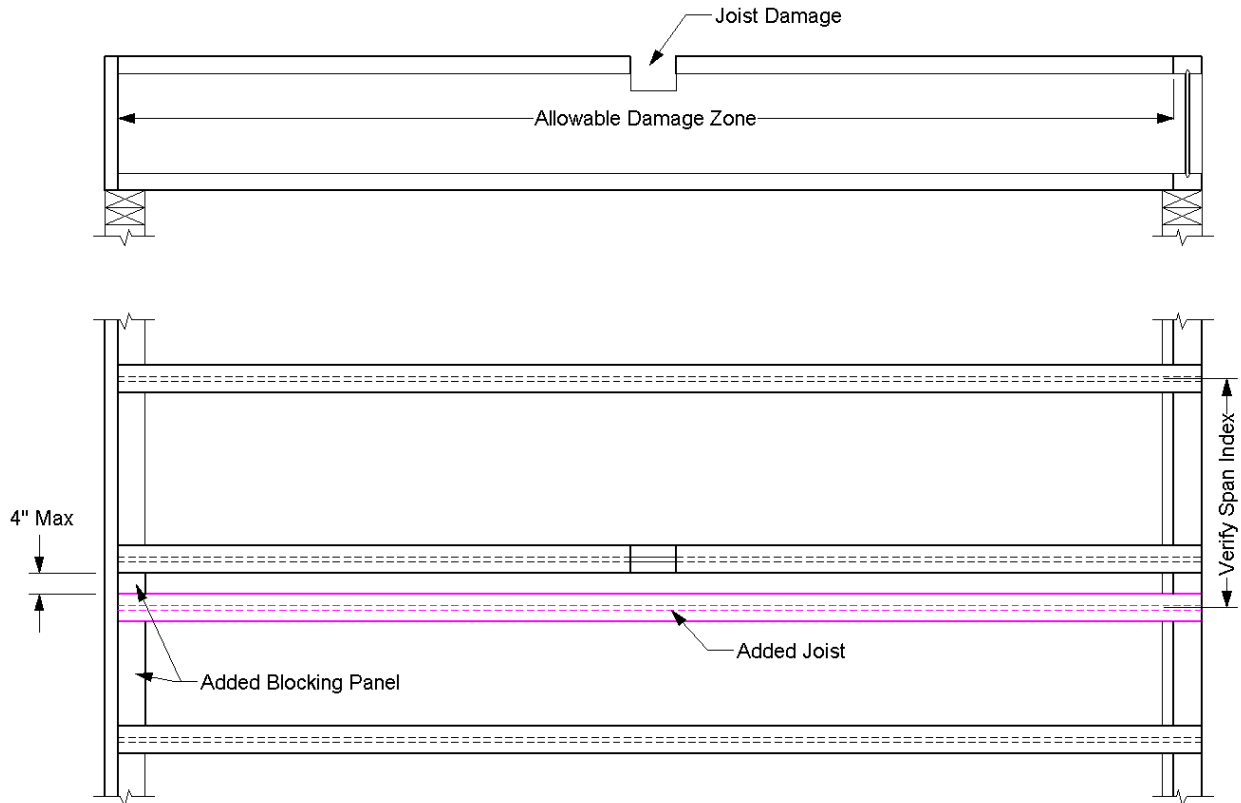 Joist Damage
Allowable Damage Zone
4" Max
Verify Span Index
Added Joist
Added Blocking Panel